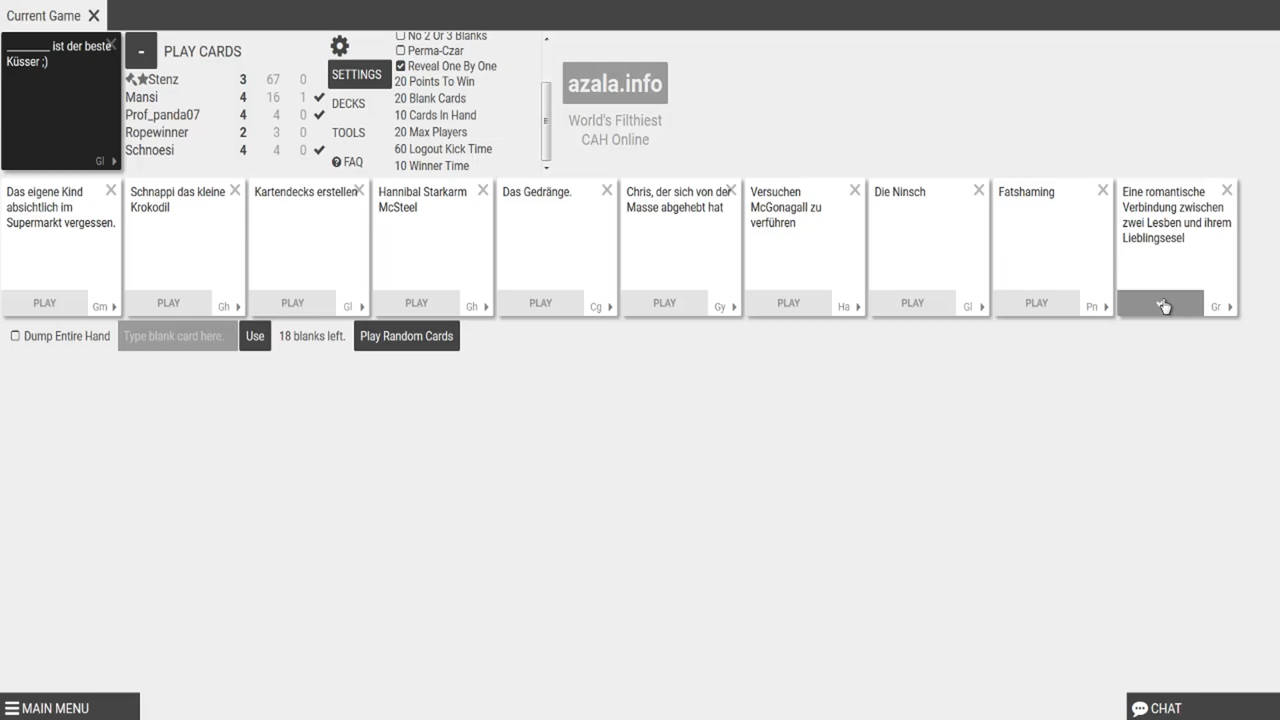 Current Game
_______ ist der beste
Küsser ;)
Gl
-
PLAY CARDS
Stenz 3 67 0
Mansi 4 16 1
Prof_panda07 4 4 0
Ropewinner 2 3 0
Schnoesi 4 4 0
SETTINGS
DECKS
TOOLS
FAQ
No 2 Or 3 Blanks
Perma-Czar
Reveal One By One
20 Points To Win
20 Blank Cards
10 Cards In Hand
20 Max Players
60 Logout Kick Time
10 Winner Time
azala.info
World's Filthiest
CAH Online
Das eigene Kind
absichtlich im
Supermarkt vergessen.
PLAY Gm
Schnappi das kleine
Krokodil
PLAY Gh
Kartendecks erstellen
PLAY Gl
Hannibal Starkarm
McSteel
PLAY Gh
Das Gedränge.
PLAY Cg
Chris, der sich von der
Masse abgehebt hat
PLAY Gy
Versuchen
McGonagall zu
verführen
PLAY Ha
Die Ninsch
PLAY Gl
Fatshaming
PLAY Pn
Eine romantische
Verbindung zwischen
zwei Lesben und ihrem
Lieblingsesel
Gr
Dump Entire Hand
Type blank card here.
Use
18 blanks left.
Play Random Cards
MAIN MENU
CHAT